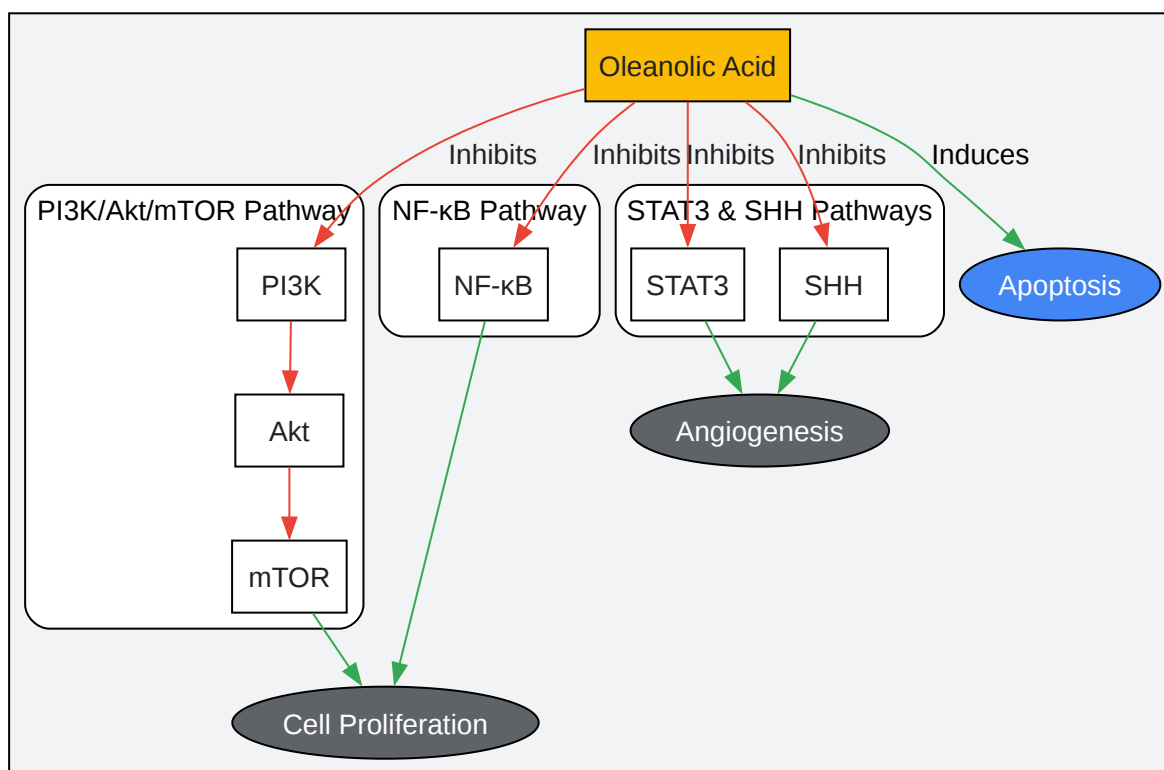 Oleanolic Acid
Inhibits
Inhibits
Inhibits
Inhibits
Induces
PI3K/Akt/mTOR Pathway
NF-κB Pathway
STAT3 & SHH Pathways
PI3K
NF-κB
STAT3
SHH
Apoptosis
Akt
Angiogenesis
mTOR
Cell Proliferation